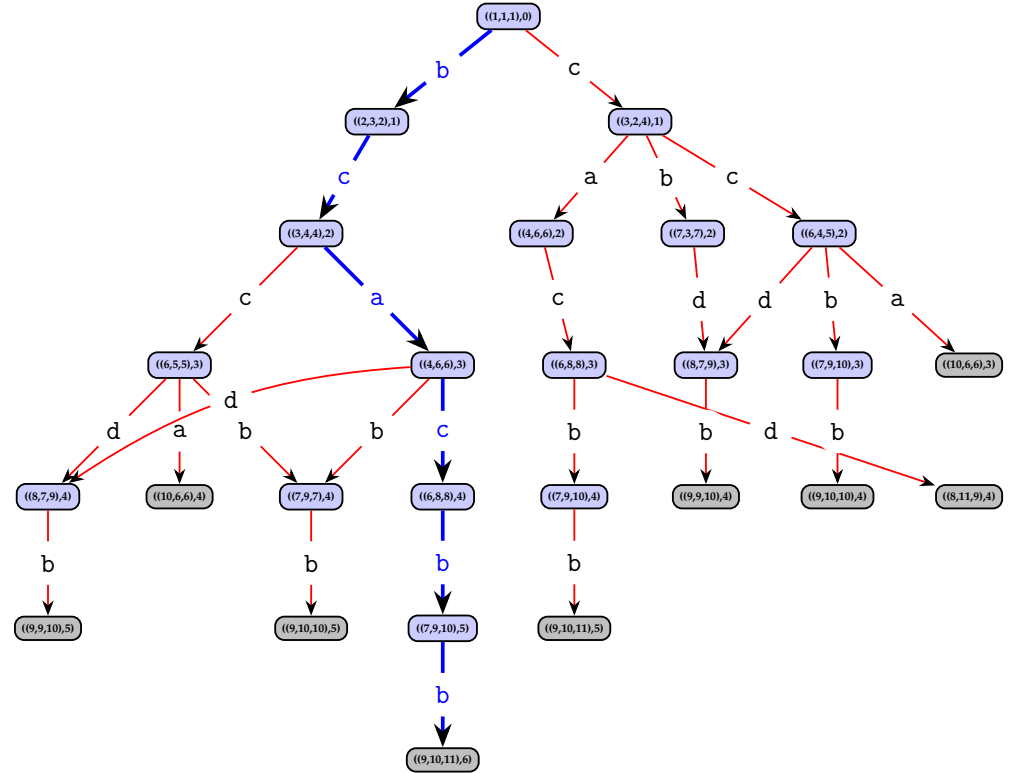 ((1,1,1),0)
b
c
((2,3,2),1)
((3,2,4),1)
c
a
b
c
((3,4,4),2)
((4,6,6),2)
((7,3,7),2)
((6,4,5),2)
c
a
c
d
d
b
a
((6,5,5),3)
((4,6,6),3)
((6,8,8),3)
((8,7,9),3)
((7,9,10),3)
((10,6,6),3)
d
d
a
b
b
c
b
d
b
b
((8,7,9),4)
((10,6,6),4)
((7,9,7),4)
((6,8,8),4)
((7,9,10),4)
((9,9,10),4)
((9,10,10),4)
((8,11,9),4)
b
b
b
b
((9,9,10),5)
((9,10,10),5)
((7,9,10),5)
((9,10,11),5)
b
((9,10,11),6)